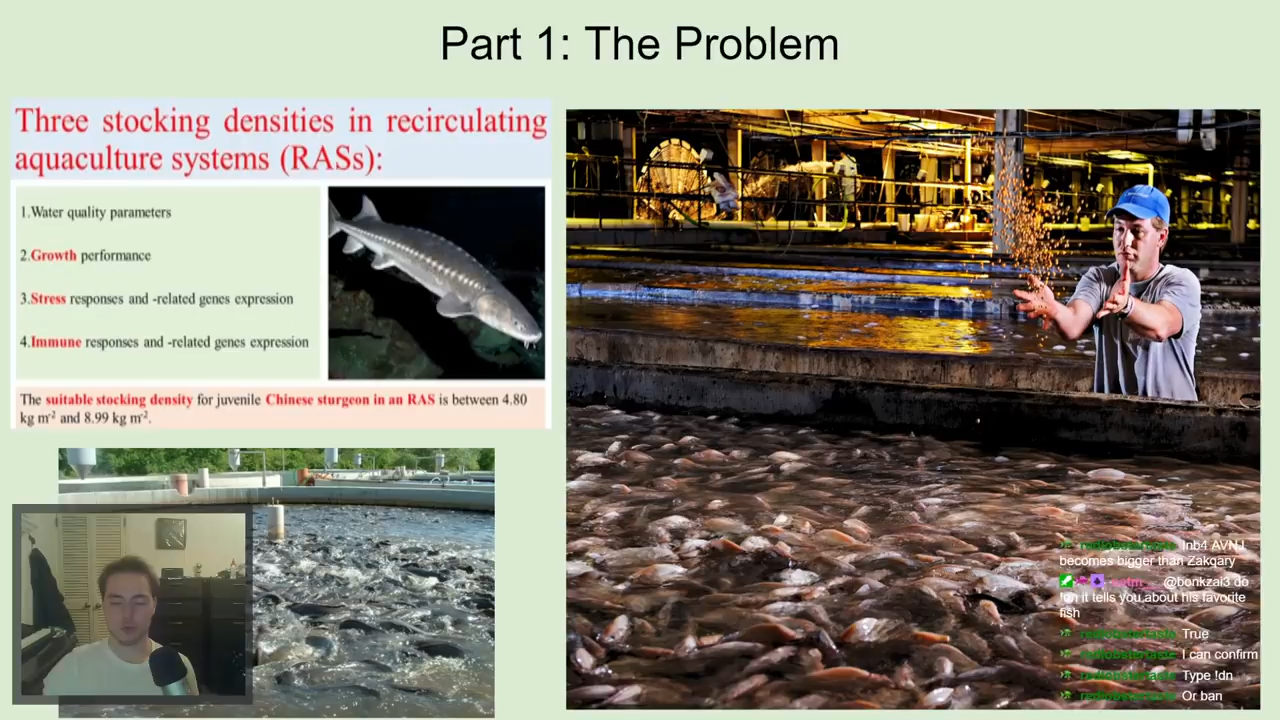 Part 1: The Problem
Three stocking densities in recirculating
aquaculture systems (RASs):
1.Water quality parameters
2.Growth performance
3.Stress responses and -related genes expression
4.Immune responses and -related genes expression
The suitable stocking density for juvenile Chinese sturgeon in an RAS is between 4.80
kg m⁻² and 8.99 kg m⁻².
Inb4 AVNJ
becomes bigger than Zakqary
@bonkzai3 do
!dn it tells you about his favorite
fish
True
I can confirm
Type !dn
Or ban